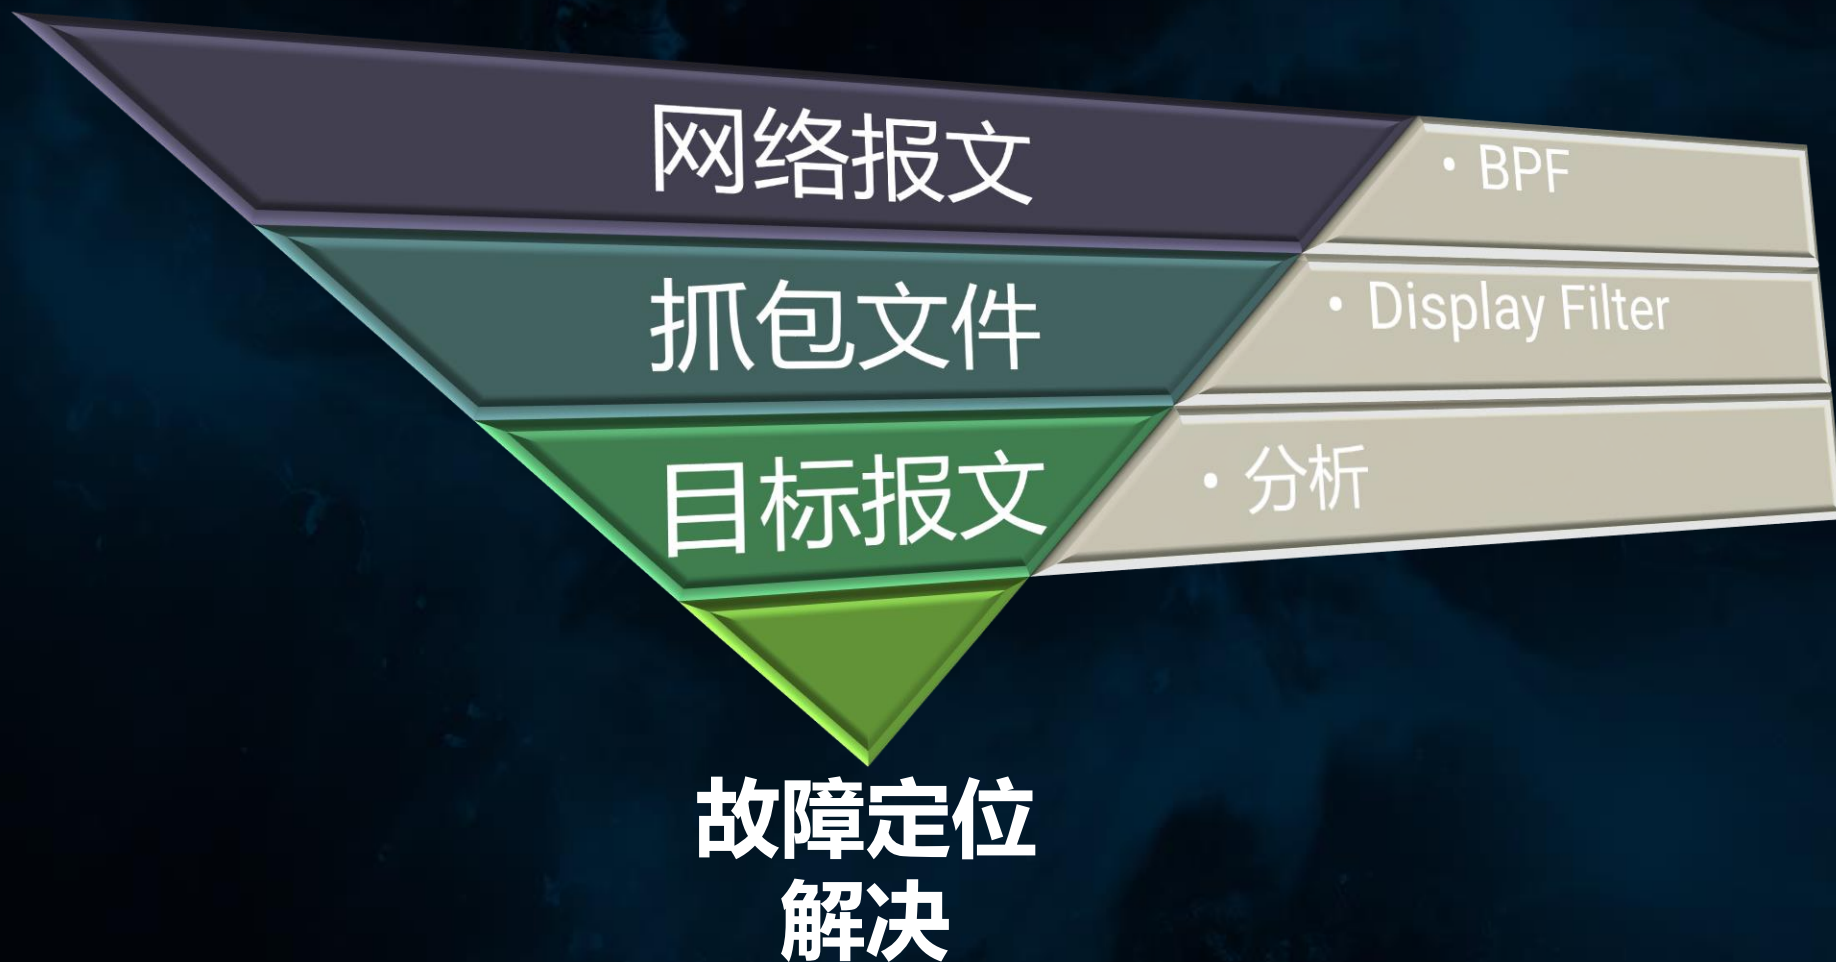 网络报文
• BPF
抓包文件
• Display Filter
目标报文
• 分析
故障定位
解决